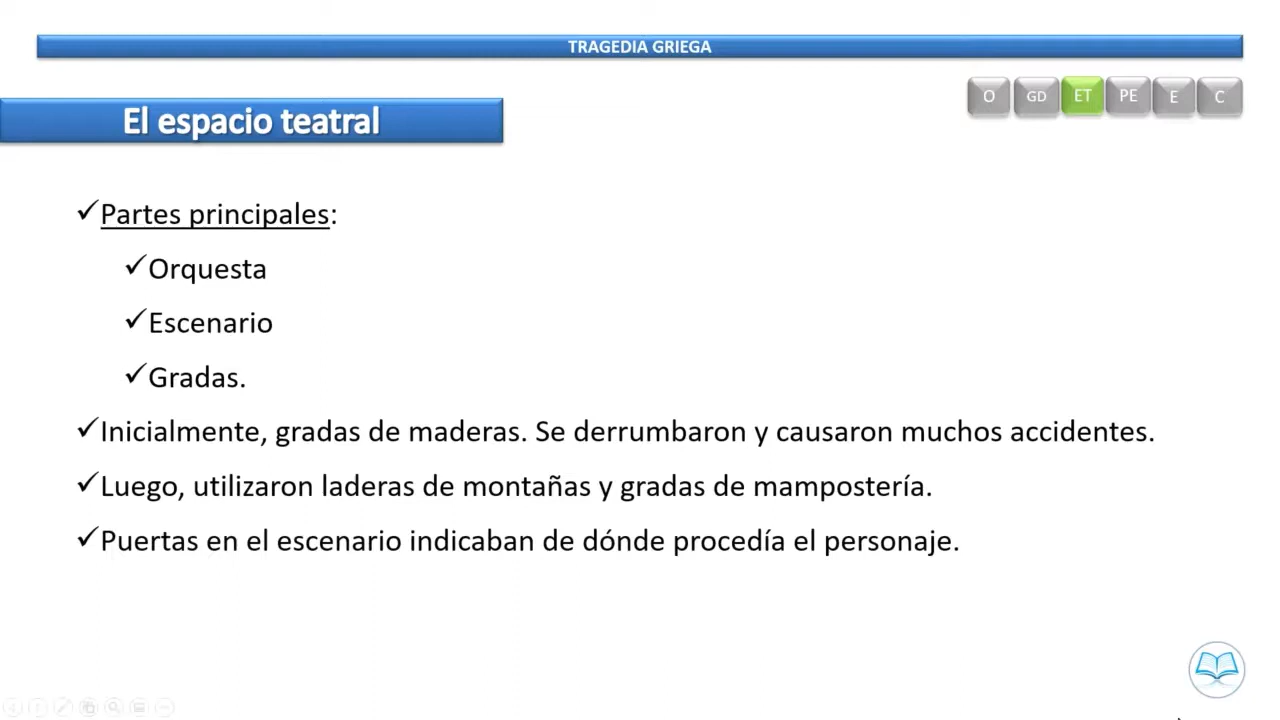 TRAGEDIA GRIEGA
O GD ET PE E C
El espacio teatral
✓Partes principales:
✓Orquesta
✓Escenario
✓Gradas.
✓Inicialmente, gradas de maderas. Se derrumbaron y causaron muchos accidentes.
✓Luego, utilizaron laderas de montañas y gradas de mampostería.
✓Puertas en el escenario indicaban de dónde procedía el personaje.